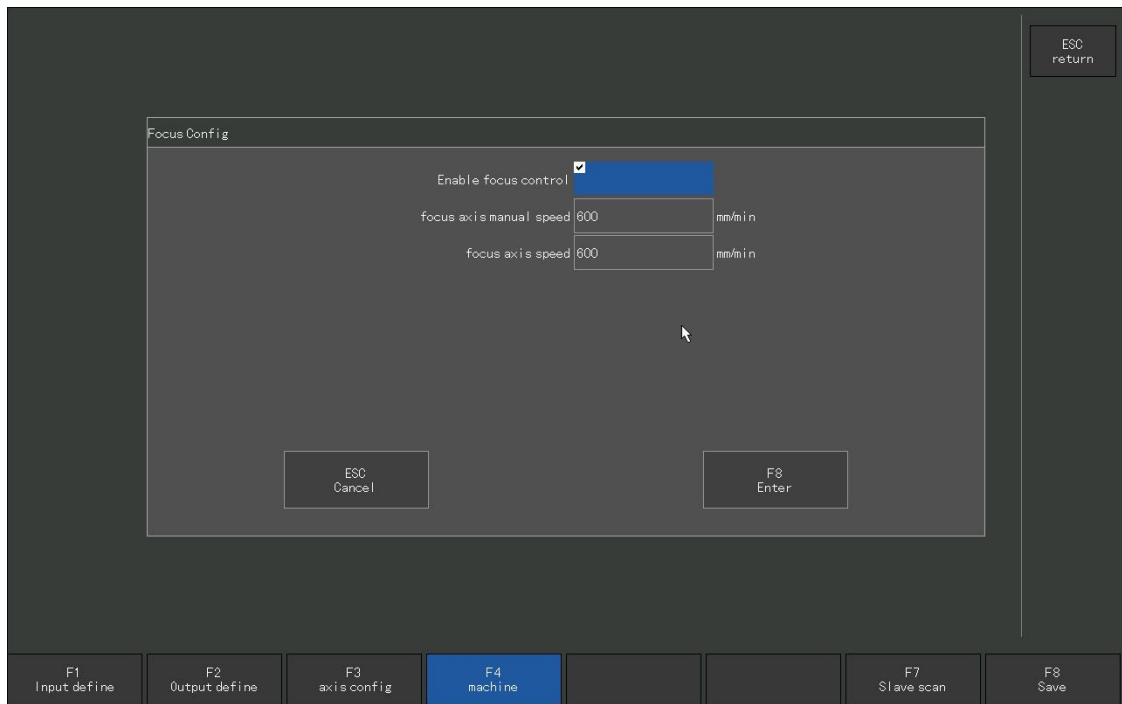 ESC
return
Focus Config
Enable focus control
focus axis manual speed 600 mm/min
focus axis speed 600 mm/min
ESC
Cancel
F8
Enter
F1
Input define
F2
Output define
F3
axis config
F4
machine
F7
Slave scan
F8
Save